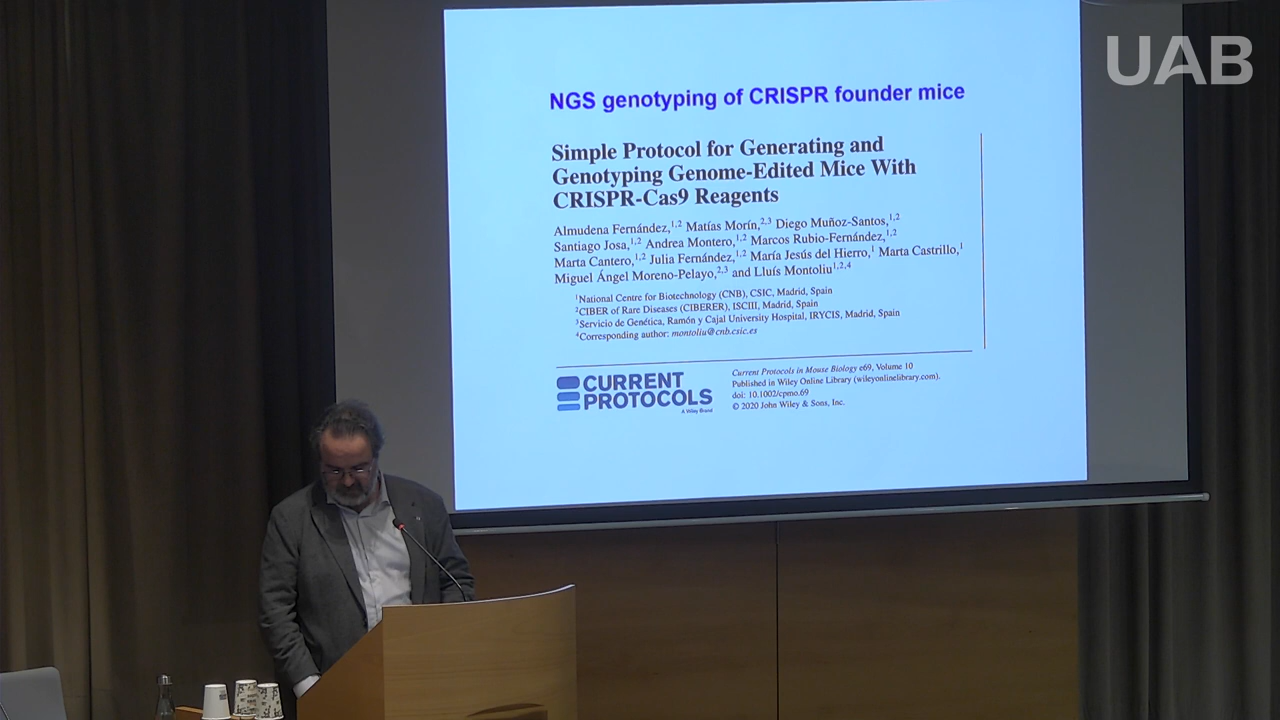 UAB
NGS genotyping of CRISPR founder mice
Simple Protocol for Generating and
Genotyping Genome-Edited Mice With
CRISPR-Cas9 Reagents
Almudena Fernández,1,2 Matías Morín,2,3 Diego Muñoz-Santos,1,2
Santiago Josa,1,2 Andrea Montero,1,2 Marcos Rubio-Fernández,1,2
Marta Cantero,1,2 Julia Fernández,1,2 María Jesús del Hierro,1 Marta Castrillo,1
Miguel Ángel Moreno-Pelayo,2,3 and Lluís Montoliu1,2,4
1National Centre for Biotechnology (CNB), CSIC, Madrid, Spain
2CIBER of Rare Diseases (CIBERER), ISCIII, Madrid, Spain
3Servicio de Genética, Ramón y Cajal University Hospital, IRYCIS, Madrid, Spain
4Corresponding author: montoliu@cnb.csic.es
CURRENT
PROTOCOLS
A Wiley Brand
Current Protocols in Mouse Biology e69, Volume 10
Published in Wiley Online Library (wileyonlinelibrary.com).
doi: 10.1002/cpmo.69
© 2020 John Wiley & Sons, Inc.